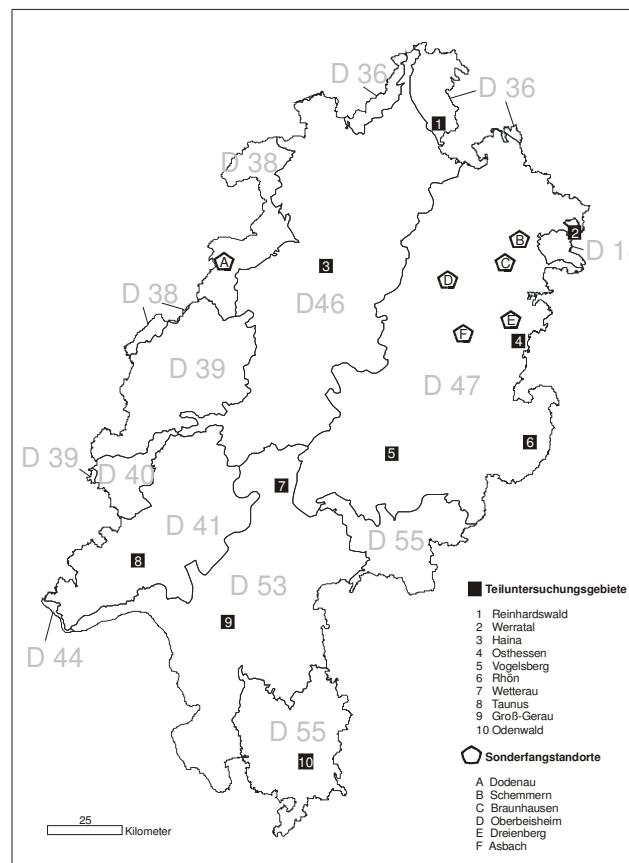 D 36
D 36
1
D 38
2
B
A
C
D 1
3
D
D 38
D46
E
F
4
D 39
D 47
D 39
6
5
D 40
7
D 41
D 55
8
D 53
Teiluntersuchungsgebiete
9
1 Reinhardswald
2 Werratal
3 Haina
4 Osthessen
5 Vogelsberg
6 Rhön
7 Wetterau
8 Taunus
9 Groß-Gerau
10 Odenwald
D 44
D 55
10
Sonderfangstandorte
A Dodenau
B Schemmern
C Braunhausen
D Oberbeisheim
E Dreienberg
F Asbach
25
Kilometer